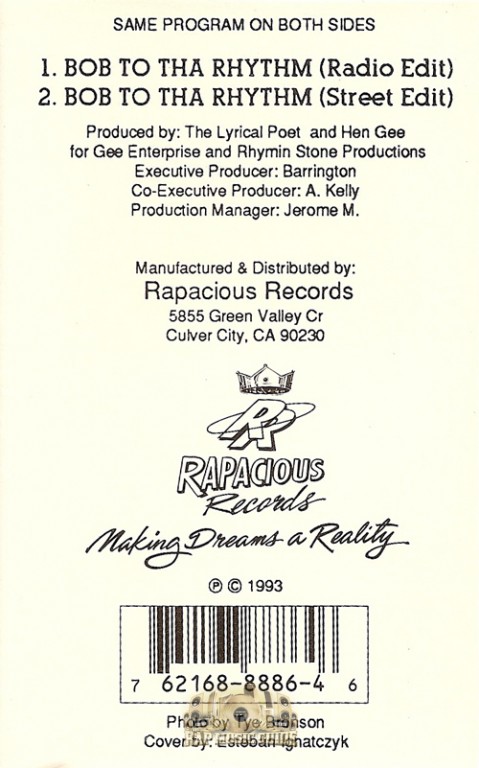 SAME PROGRAM ON BOTH SIDES
1. BOB TO THA RHYTHM (Radio Edit)
2. BOB TO THA RHYTHM (Street Edit)
Produced by: The Lyrical Poet and Hen Gee
for Gee Enterprise and Rhymin Stone Productions
Executive Producer: Barrington
Co-Executive Producer: A. Kelly
Production Manager: Jerome M.
Manufactured & Distributed by:
Rapacious Records
5855 Green Valley Cr
Culver City, CA 90230
RR
RAPACIOUS
Records
Making Dreams a Reality
℗ © 1993
7 62168-8886-4 6
Photo by Tye Bronson
Cover by: Esteban Ignatczyk